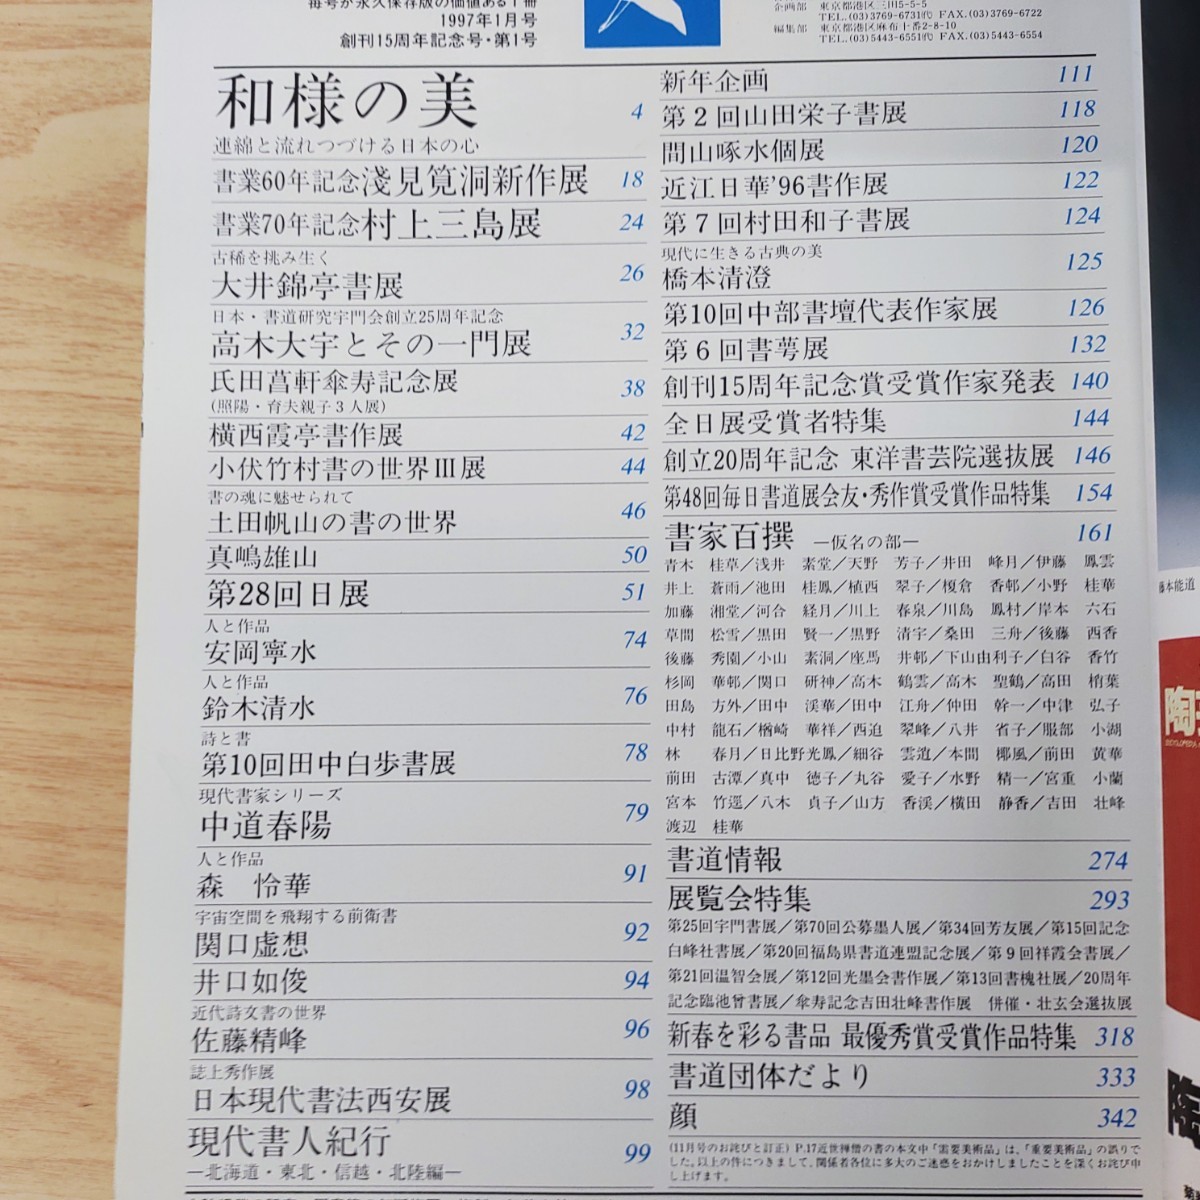 毎号が永久保存版の価値ある1冊
1997年1月号
創刊15周年記念号・第1号
企画部 東京都港区三田5-5-5
TEL.(03)3769-6731代 FAX.(03)3769-6722
編集部 東京都港区麻布十番2-8-10
TEL.(03)5443-6551代 FAX.(03)5443-6554
和様の美 4
連綿と流れつづける日本の心
書業60年記念淺見筧洞新作展 18
書業70年記念村上三島展 24
古稀を挑み生く
大井錦亭書展 26
日本・書道研究宇門会創立25周年記念
高木大宇とその一門展 32
氏田菖軒傘寿記念展 38
(照陽・育夫親子3人展)
横西霞亭書作展 42
小伏竹村書の世界III展 44
書の魂に魅せられて
土田帆山の書の世界 46
真嶋雄山 50
第28回日展 51
人と作品
安岡寧水 74
人と作品
鈴木清水 76
詩と書
第10回田中白歩書展 78
現代書家シリーズ
中道春陽 79
人と作品
森 怜華 91
宇宙空間を飛翔する前衛書
関口虚想 92
井口如俊 94
近代詩文書の世界
佐藤精峰 96
誌上秀作展
日本現代書法西安展 98
現代書人紀行 99
―北海道・東北・信越・北陸編―
新年企画 111
第2回山田栄子書展 118
間山啄水個展 120
近江日華'96書作展 122
第7回村田和子書展 124
現代に生きる古典の美
橋本清澄 125
第10回中部書壇代表作家展 126
第6回書蕚展 132
創刊15周年記念賞受賞作家発表 140
全日展受賞者特集 144
創立20周年記念 東洋書芸院選抜展 146
第48回毎日書道展会友・秀作賞受賞作品特集 154
書家百撰 ―仮名の部― 161
青木 桂草／浅井 素堂／天野 芳子／井田 峰月／伊藤 鳳雲
井上 蒼雨／池田 桂鳳／植西 翠子／榎倉 香邨／小野 桂華
加藤 湘堂／河合 経月／川上 春泉／川島 鳳村／岸本 六石
草間 松雪／黒田 賢一／黒野 清宇／桑田 三舟／後藤 西香
後藤 秀園／小山 素洞／座馬 井邨／下山由利子／白谷 香竹
杉岡 華邨／関口 研神／高木 鶴雲／高木 聖鶴／高田 梢葉
田島 方外／田中 渓華／田中 江舟／仲田 幹一／中津 弘子
中村 龍石／楢崎 華祥／西迫 翠峰／八井 省子／服部 小湖
林 春月／日比野光鳳／細谷 雲逍／本間 椰風／前田 黄華
前田 古潭／真中 徳子／丸谷 愛子／水野 精一／宮重 小蘭
宮本 竹逕／八木 貞子／山方 香渓／横田 静香／吉田 壮峰
渡辺 桂華
書道情報 274
展覧会特集 293
第25回宇門書展／第70回公募墨人展／第34回芳友展／第15回記念
白峰社書展／第20回福島県書道連盟記念展／第9回祥霞会書展／
第21回温智会展／第12回光墨会書作展／第13回書槐社展／20周年
記念臨池曾書展／傘寿記念吉田壮峰書作展 併催・壮玄会選抜展
新春を彩る書品 最優秀賞受賞作品特集 318
書道団体だより 333
顔 342
(11月号のお詫びと訂正) P.17近世禅僧の書の本文中「需要美術品」は、「重要美術品」の誤りで
した。以上の件につきまして、関係者各位に多大のご迷惑をおかけしましたことを深くお詫び申
し上げます。
藤本能道
陶
陶